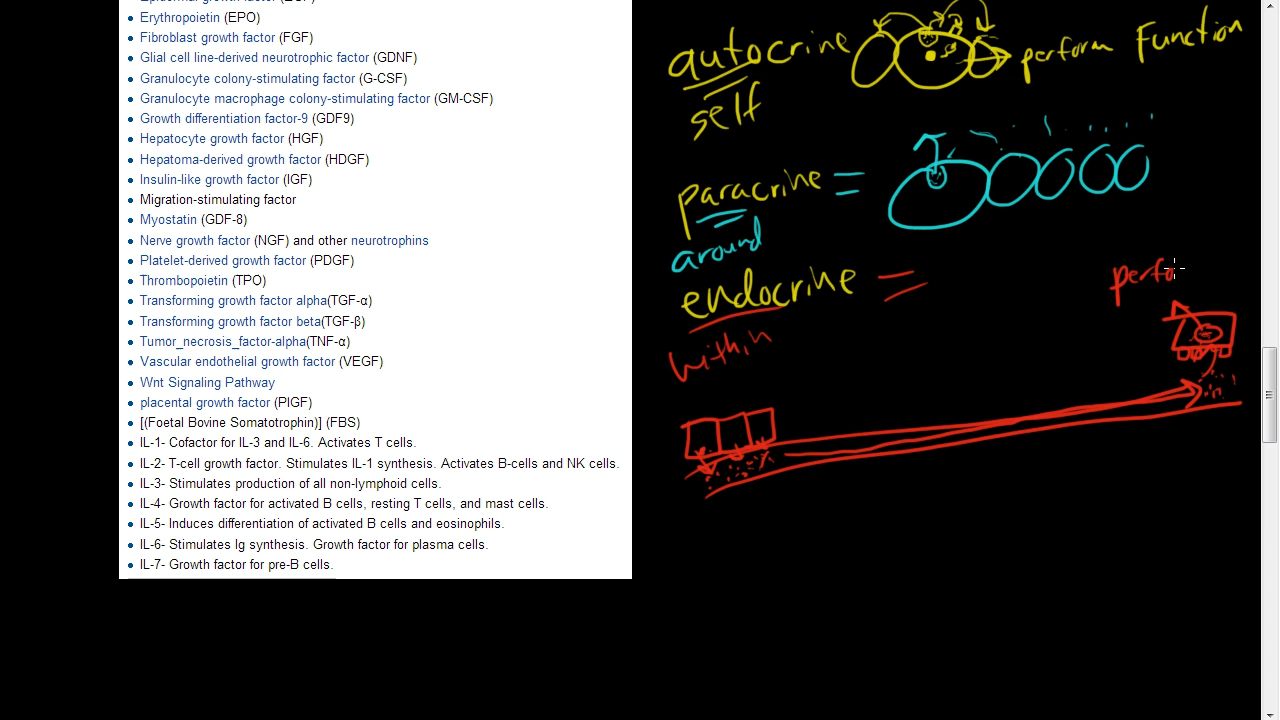 Erythropoietin (EPO)
Fibroblast growth factor (FGF)
Glial cell line-derived neurotrophic factor (GDNF)
Granulocyte colony-stimulating factor (G-CSF)
Granulocyte macrophage colony-stimulating factor (GM-CSF)
Growth differentiation factor-9 (GDF9)
Hepatocyte growth factor (HGF)
Hepatoma-derived growth factor (HDGF)
Insulin-like growth factor (IGF)
Migration-stimulating factor
Myostatin (GDF-8)
Nerve growth factor (NGF) and other neurotrophins
Platelet-derived growth factor (PDGF)
Thrombopoietin (TPO)
Transforming growth factor alpha(TGF-α)
Transforming growth factor beta(TGF-β)
Tumor_necrosis_factor-alpha(TNF-α)
Vascular endothelial growth factor (VEGF)
Wnt Signaling Pathway
placental growth factor (PlGF)
[(Foetal Bovine Somatotrophin)] (FBS)
IL-1- Cofactor for IL-3 and IL-6. Activates T cells.
IL-2- T-cell growth factor. Stimulates IL-1 synthesis. Activates B-cells and NK cells.
IL-3- Stimulates production of all non-lymphoid cells.
IL-4- Growth factor for activated B cells, resting T cells, and mast cells.
IL-5- Induces differentiation of activated B cells and eosinophils.
IL-6- Stimulates Ig synthesis. Growth factor for plasma cells.
IL-7- Growth factor for pre-B cells.
autocrine perform Function
self
paracrine =
around
endocrine =
perfo
within